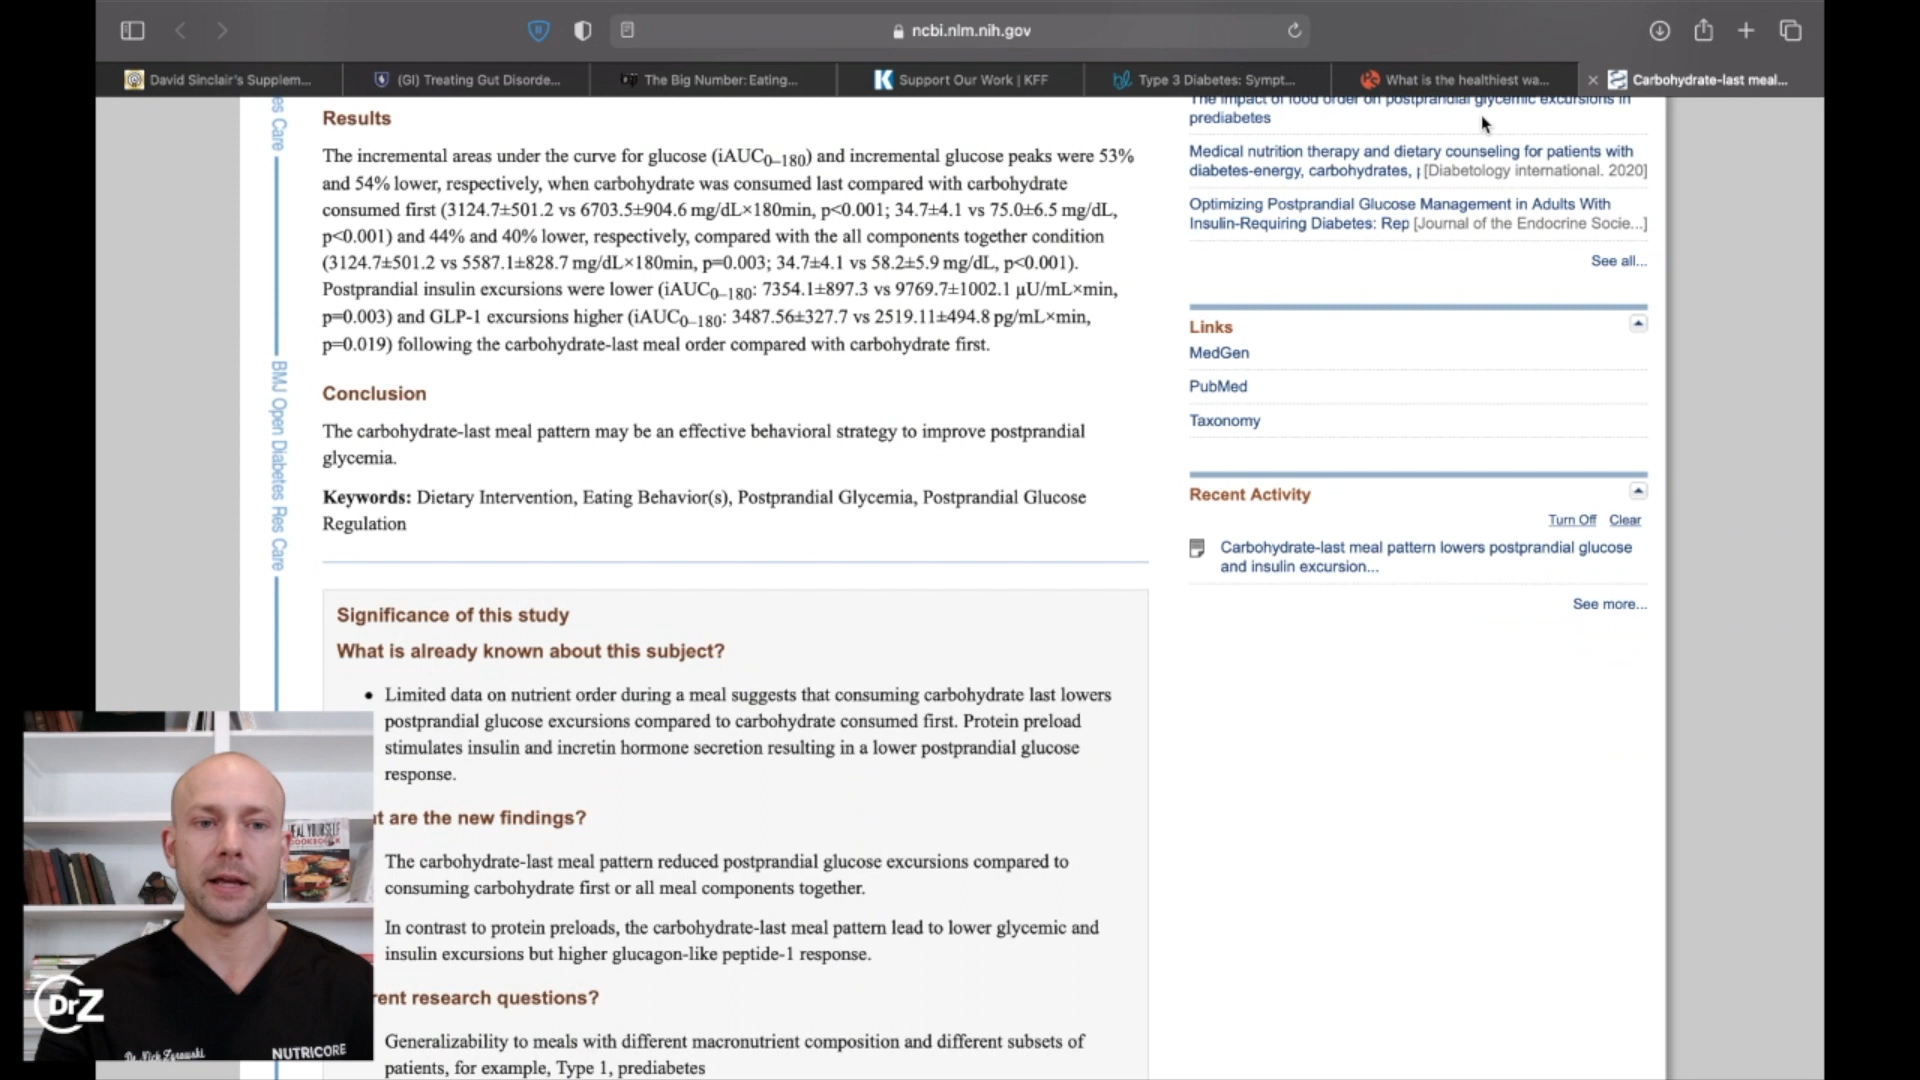 ncbi.nlm.nih.gov
David Sinclair's Supplem...
(GI) Treating Gut Disorde...
The Big Number: Eating...
Support Our Work | KFF
Type 3 Diabetes: Sympt...
What is the healthiest wa...
Carbohydrate-last meal...
es Care
BMJ Open Diabetes Res Care
Results
The incremental areas under the curve for glucose (iAUC0–180) and incremental glucose peaks were 53%
and 54% lower, respectively, when carbohydrate was consumed last compared with carbohydrate
consumed first (3124.7±501.2 vs 6703.5±904.6 mg/dL×180min, p<0.001; 34.7±4.1 vs 75.0±6.5 mg/dL,
p<0.001) and 44% and 40% lower, respectively, compared with the all components together condition
(3124.7±501.2 vs 5587.1±828.7 mg/dL×180min, p=0.003; 34.7±4.1 vs 58.2±5.9 mg/dL, p<0.001).
Postprandial insulin excursions were lower (iAUC0–180: 7354.1±897.3 vs 9769.7±1002.1 μU/mL×min,
p=0.003) and GLP-1 excursions higher (iAUC0–180: 3487.56±327.7 vs 2519.11±494.8 pg/mL×min,
p=0.019) following the carbohydrate-last meal order compared with carbohydrate first.
Conclusion
The carbohydrate-last meal pattern may be an effective behavioral strategy to improve postprandial
glycemia.
Keywords: Dietary Intervention, Eating Behavior(s), Postprandial Glycemia, Postprandial Glucose
Regulation
Significance of this study
What is already known about this subject?
• Limited data on nutrient order during a meal suggests that consuming carbohydrate last lowers
postprandial glucose excursions compared to carbohydrate consumed first. Protein preload
stimulates insulin and incretin hormone secretion resulting in a lower postprandial glucose
response.
t are the new findings?
The carbohydrate-last meal pattern reduced postprandial glucose excursions compared to
consuming carbohydrate first or all meal components together.
In contrast to protein preloads, the carbohydrate-last meal pattern lead to lower glycemic and
insulin excursions but higher glucagon-like peptide-1 response.
rent research questions?
Generalizability to meals with different macronutrient composition and different subsets of
patients, for example, Type 1, prediabetes
The impact of food order on postprandial glycemic excursions in
prediabetes
Medical nutrition therapy and dietary counseling for patients with
diabetes-energy, carbohydrates, [Diabetology international. 2020]
Optimizing Postprandial Glucose Management in Adults With
Insulin-Requiring Diabetes: Rep [Journal of the Endocrine Socie...]
See all...
Links
MedGen
PubMed
Taxonomy
Recent Activity
Turn Off Clear
Carbohydrate-last meal pattern lowers postprandial glucose
and insulin excursion...
See more...
EAL YOURSELF
COOKBOOK
DrZ
Dr. Nick Zyrowski
NUTRICORE